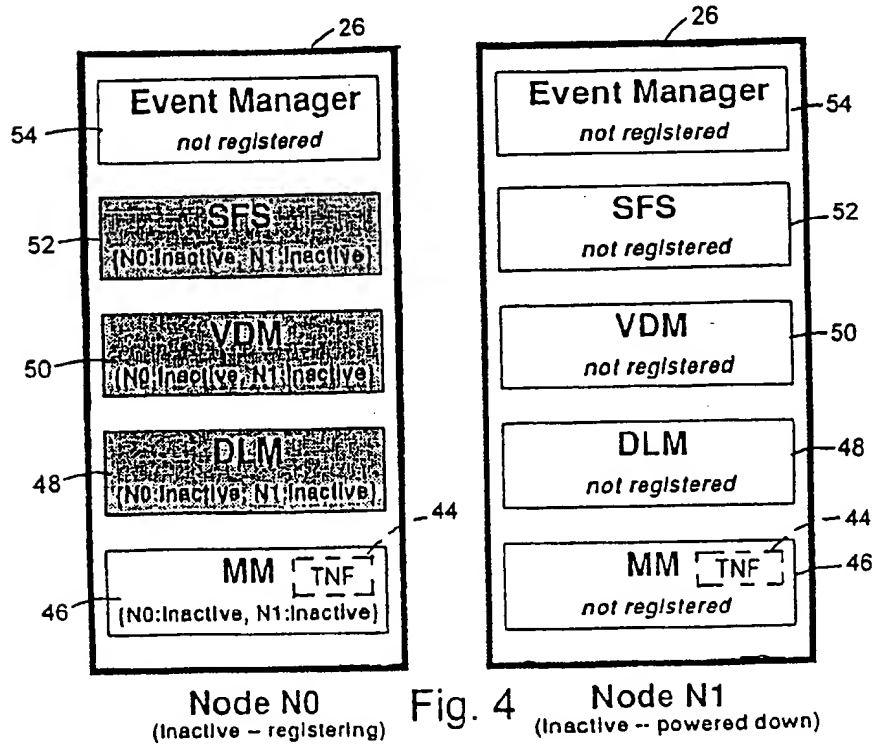 26
Event Manager
not registered
54
SFS
(N0:Inactive, N1:Inactive)
52
VDM
(N0:Inactive, N1:Inactive)
50
DLM
(N0:Inactive, N1:Inactive)
48
44
MM
TNF
(N0:Inactive, N1:Inactive)
46
Node N0
(Inactive – registering)
26
Event Manager
not registered
54
SFS
not registered
52
VDM
not registered
50
DLM
not registered
48
44
MM
TNF
not registered
46
Node N1
(Inactive -- powered down)
Fig. 4